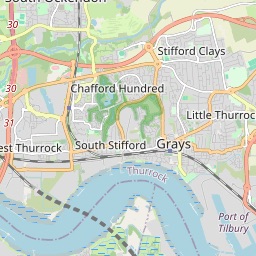 South Ockendon
Stifford Clays
30
Chafford Hundred
30
Little Thurrock
31
est Thurrock
South Stifford
Grays
Thurrock
Port of
Tilbury